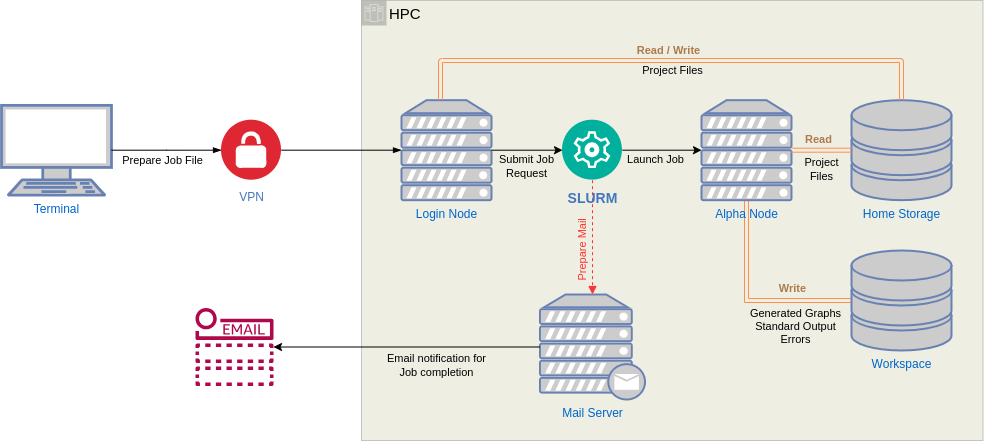 HPC
Read / Write
Project Files
Prepare Job File
VPN
Terminal
Submit Job
Request
Login Node
SLURM
Launch Job
Alpha Node
Read
Project
Files
Home Storage
Prepare Mail
Write
Generated Graphs
Standard Output
Errors
Workspace
EMAIL
Email notification for
Job completion
Mail Server